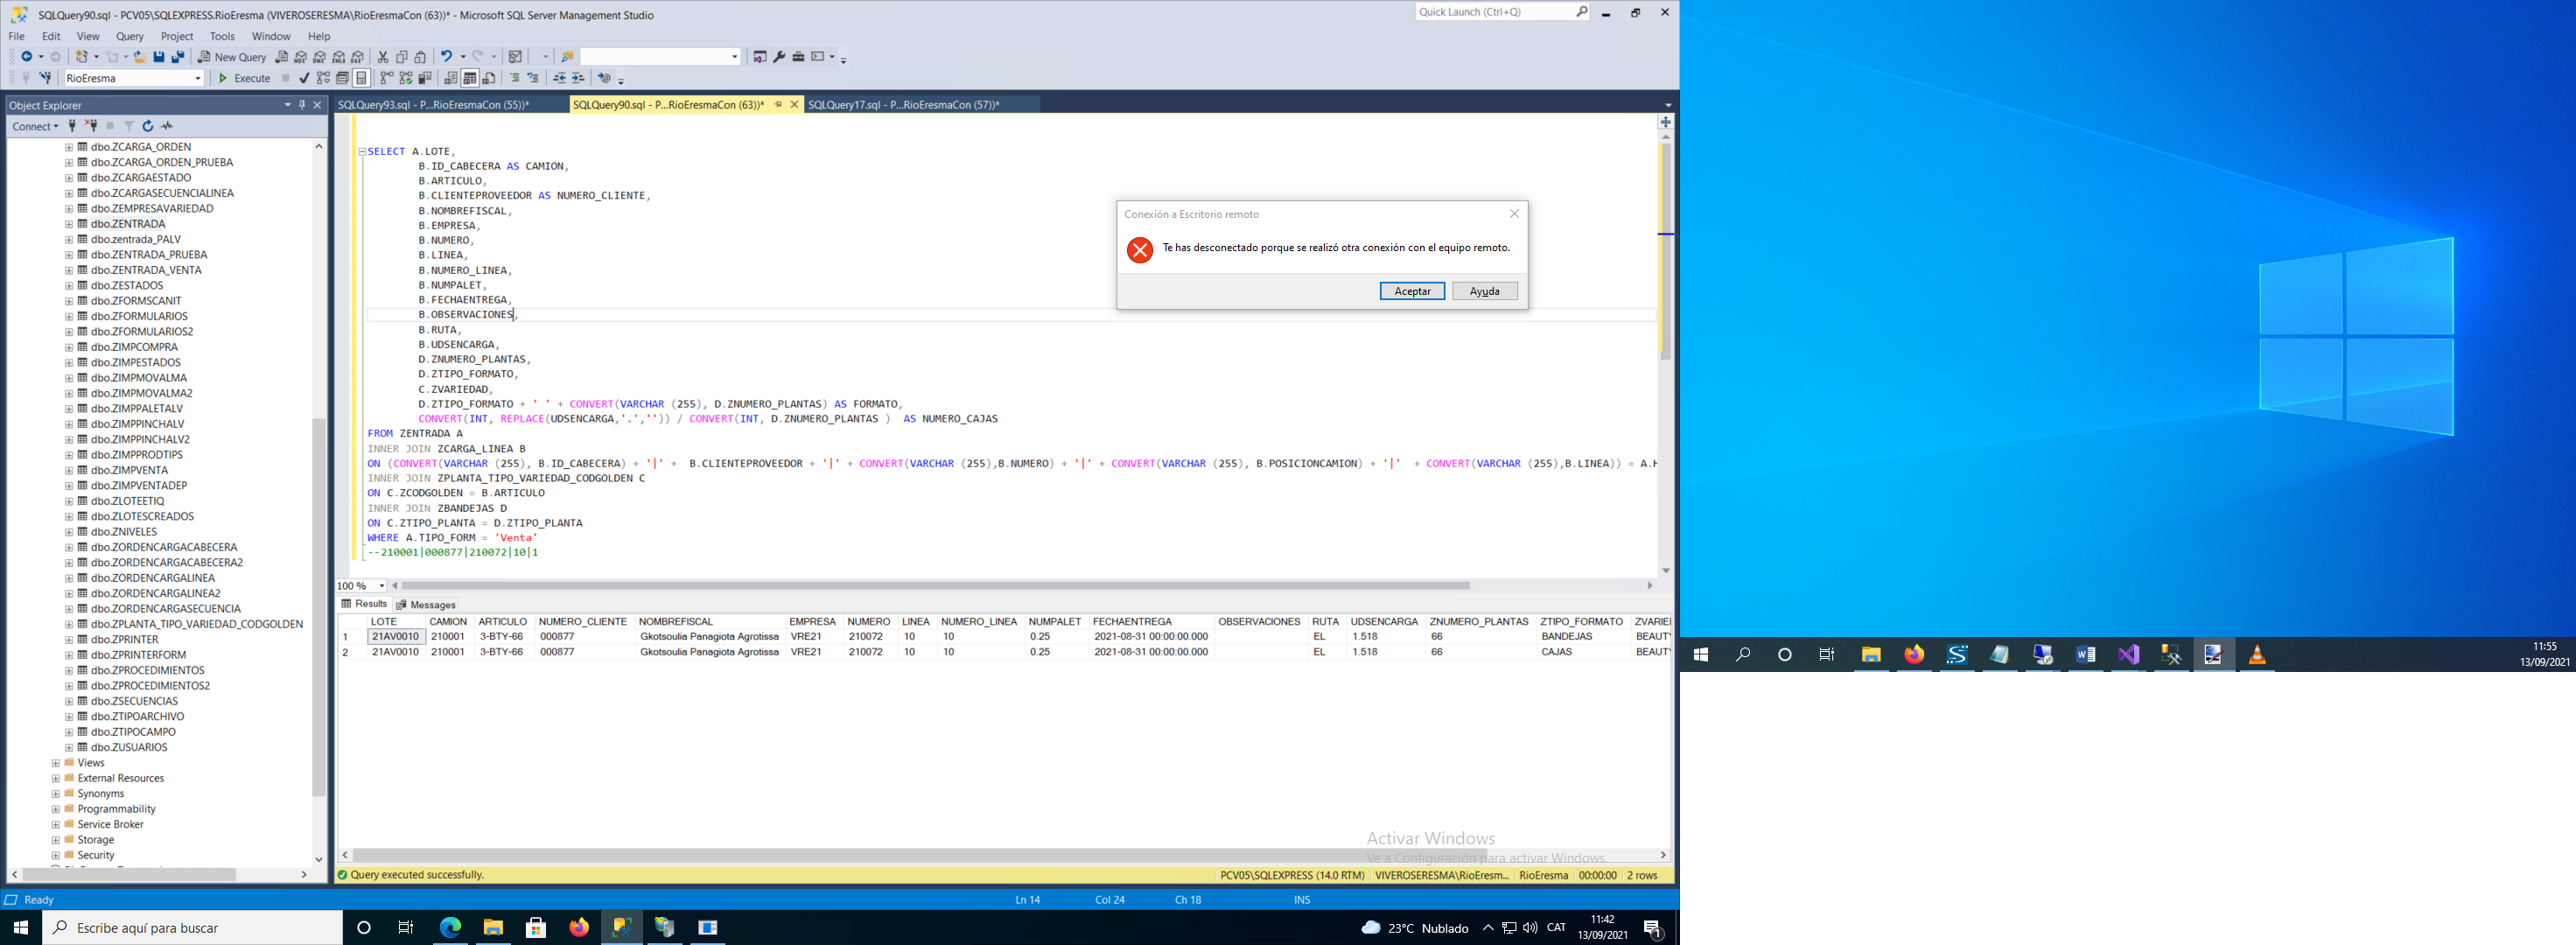 SQLQuery90.sql - PCV05\SQLEXPRESS.RioEresma (VIVEROSERESMA\RioEresmaCon (63))* - Microsoft SQL Server Management Studio
Quick Launch (Ctrl+Q)
File Edit View Query Project Tools Window Help
New Query
RioEresma
Execute
Object Explorer
Connect
dbo.ZCARGA_ORDEN
dbo.ZCARGA_ORDEN_PRUEBA
dbo.ZCARGAESTADO
dbo.ZCARGASECUENCIALINEA
dbo.ZEMPRESAVARIEDAD
dbo.ZENTRADA
dbo.zentrada_PALV
dbo.ZENTRADA_PRUEBA
dbo.ZENTRADA_VENTA
dbo.ZESTADOS
dbo.ZFORMSCANIT
dbo.ZFORMULARIOS
dbo.ZFORMULARIOS2
dbo.ZIMPCOMPRA
dbo.ZIMPESTADOS
dbo.ZIMPMOVALMA
dbo.ZIMPMOVALMA2
dbo.ZIMPPALETALV
dbo.ZIMPPINCHALV
dbo.ZIMPPINCHALV2
dbo.ZIMPPRODTIPS
dbo.ZIMPVENTA
dbo.ZIMPVENTADEP
dbo.ZLOTEETIQ
dbo.ZLOTESCREADOS
dbo.ZNIVELES
dbo.ZORDENCARGACABECERA
dbo.ZORDENCARGACABECERA2
dbo.ZORDENCARGALINEA
dbo.ZORDENCARGALINEA2
dbo.ZORDENCARGASECUENCIA
dbo.ZPLANTA_TIPO_VARIEDAD_CODGOLDEN
dbo.ZPRINTER
dbo.ZPRINTERFORM
dbo.ZPROCEDIMIENTOS
dbo.ZPROCEDIMIENTOS2
dbo.ZSECUENCIAS
dbo.ZTIPOARCHIVO
dbo.ZTIPOCAMPO
dbo.ZUSUARIOS
Views
External Resources
Synonyms
Programmability
Service Broker
Storage
Security
SQLQuery93.sql - P...RioEresmaCon (55))* SQLQuery90.sql - P...RioEresmaCon (63))* SQLQuery17.sql - P...RioEresmaCon (57))*
SELECT A.LOTE,
B.ID_CABECERA AS CAMION,
B.ARTICULO,
B.CLIENTEPROVEEDOR AS NUMERO_CLIENTE,
B.NOMBREFISCAL,
B.EMPRESA,
B.NUMERO,
B.LINEA,
B.NUMERO_LINEA,
B.NUMPALET,
B.FECHAENTREGA,
B.OBSERVACIONES,
B.RUTA,
B.UDSENCARGA,
D.ZNUMERO_PLANTAS,
D.ZTIPO_FORMATO,
C.ZVARIEDAD,
D.ZTIPO_FORMATO + ' ' + CONVERT(VARCHAR (255), D.ZNUMERO_PLANTAS) AS FORMATO,
CONVERT(INT, REPLACE(UDSENCARGA,'.','')) / CONVERT(INT, D.ZNUMERO_PLANTAS ) AS NUMERO_CAJAS
FROM ZENTRADA A
INNER JOIN ZCARGA_LINEA B
ON (CONVERT(VARCHAR (255), B.ID_CABECERA) + '|' + B.CLIENTEPROVEEDOR + '|' + CONVERT(VARCHAR (255),B.NUMERO) + '|' + CONVERT(VARCHAR (255), B.POSICIONCAMION) + '|' + CONVERT(VARCHAR (255),B.LINEA)) = A.H
INNER JOIN ZPLANTA_TIPO_VARIEDAD_CODGOLDEN C
ON C.ZCODGOLDEN = B.ARTICULO
INNER JOIN ZBANDEJAS D
ON C.ZTIPO_PLANTA = D.ZTIPO_PLANTA
WHERE A.TIPO_FORM = 'Venta'
--210001|000877|210072|10|1
100 %
Conexión a Escritorio remoto
Te has desconectado porque se realizó otra conexión con el equipo remoto.
Aceptar Ayuda
Results Messages
LOTE CAMION ARTICULO NUMERO_CLIENTE NOMBREFISCAL EMPRESA NUMERO LINEA NUMERO_LINEA NUMPALET FECHAENTREGA OBSERVACIONES RUTA UDSENCARGA ZNUMERO_PLANTAS ZTIPO_FORMATO ZVARIEI
1 21AV0010 210001 3-BTY-66 000877 Gkotsoulia Panagiota Agrotissa VRE21 210072 10 10 0.25 2021-08-31 00:00:00.000 EL 1.518 66 BANDEJAS BEAUTY
2 21AV0010 210001 3-BTY-66 000877 Gkotsoulia Panagiota Agrotissa VRE21 210072 10 10 0.25 2021-08-31 00:00:00.000 EL 1.518 66 CAJAS BEAUTY
Activar Windows
Ve a Configuración para activar Windows.
Query executed successfully.
PCV05\SQLEXPRESS (14.0 RTM) VIVEROSERESMA\RioEresm... RioEresma 00:00:00 2 rows
Ready Ln 14 Col 24 Ch 18 INS
Escribe aquí para buscar
23°C Nublado CAT 11:42
13/09/2021
1
11:55
13/09/2021